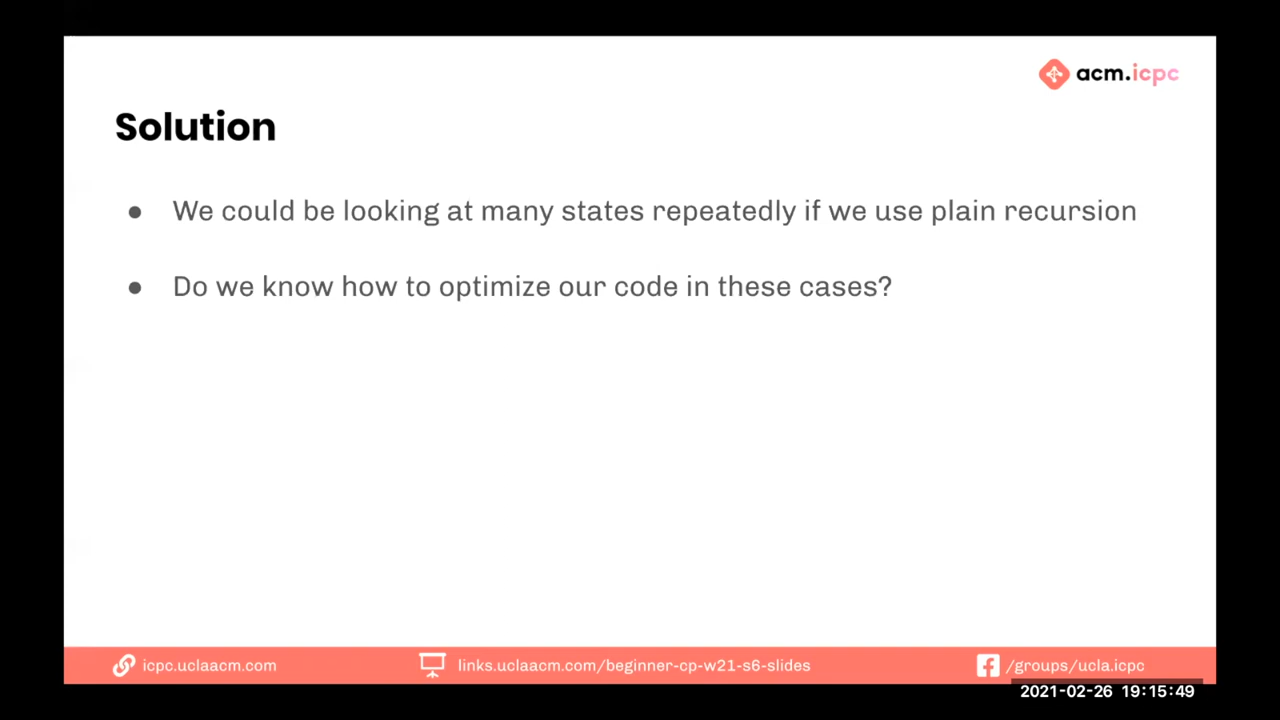 acm.icpc
Solution
● We could be looking at many states repeatedly if we use plain recursion
● Do we know how to optimize our code in these cases?
icpc.uclaacm.com
links.uclaacm.com/beginner-cp-w21-s6-slides
/groups/ucla.icpc
2021-02-26 19:15:49